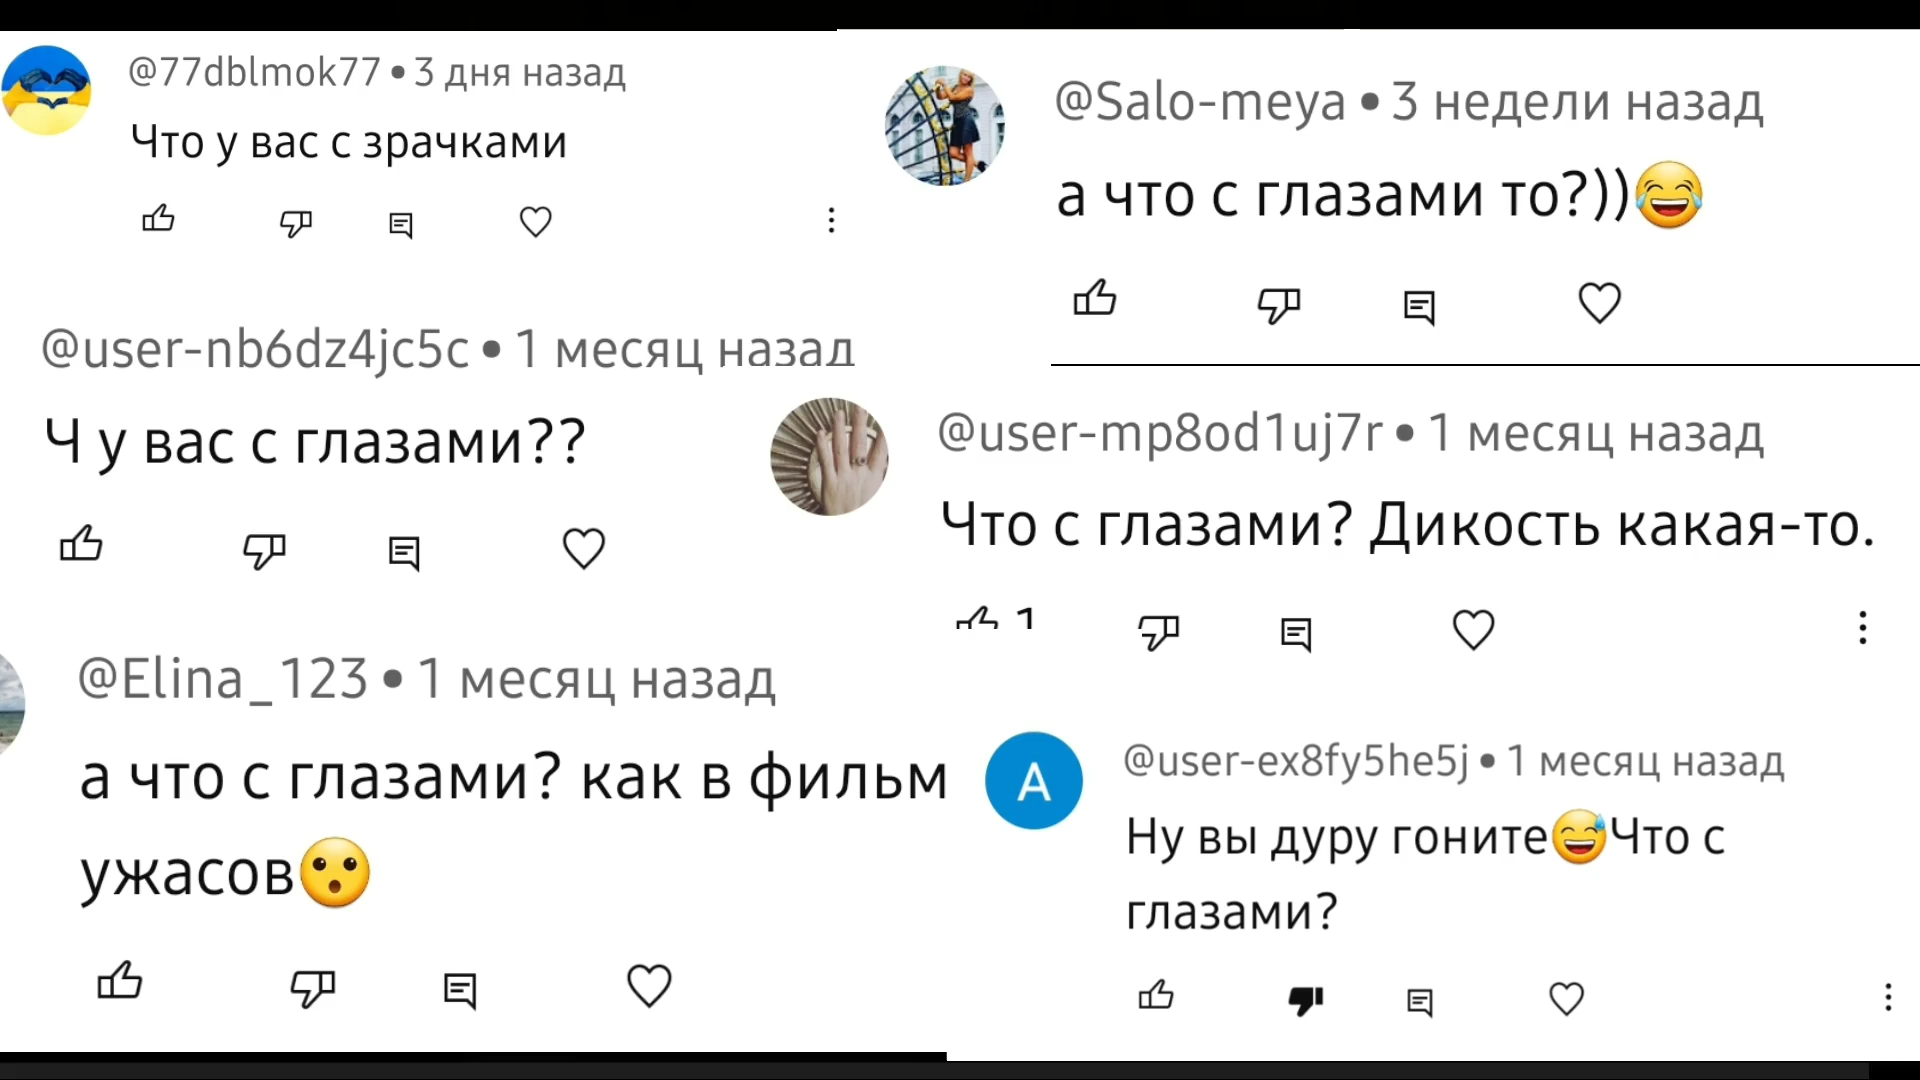 @77dblmok77 • 3 дня назад
Что у вас с зрачками
@Salo-meya • 3 недели назад
а что с глазами то?))😂
@user-nb6dz4jc5c • 1 месяц назад
Ч у вас с глазами??
@user-mp8od1uj7r • 1 месяц назад
Что с глазами? Дикость какая-то.
1
@Elina_123 • 1 месяц назад
а что с глазами? как в фильм
ужасов😮
А
@user-ex8fy5he5j • 1 месяц назад
Ну вы дуру гоните😅Что с
глазами?